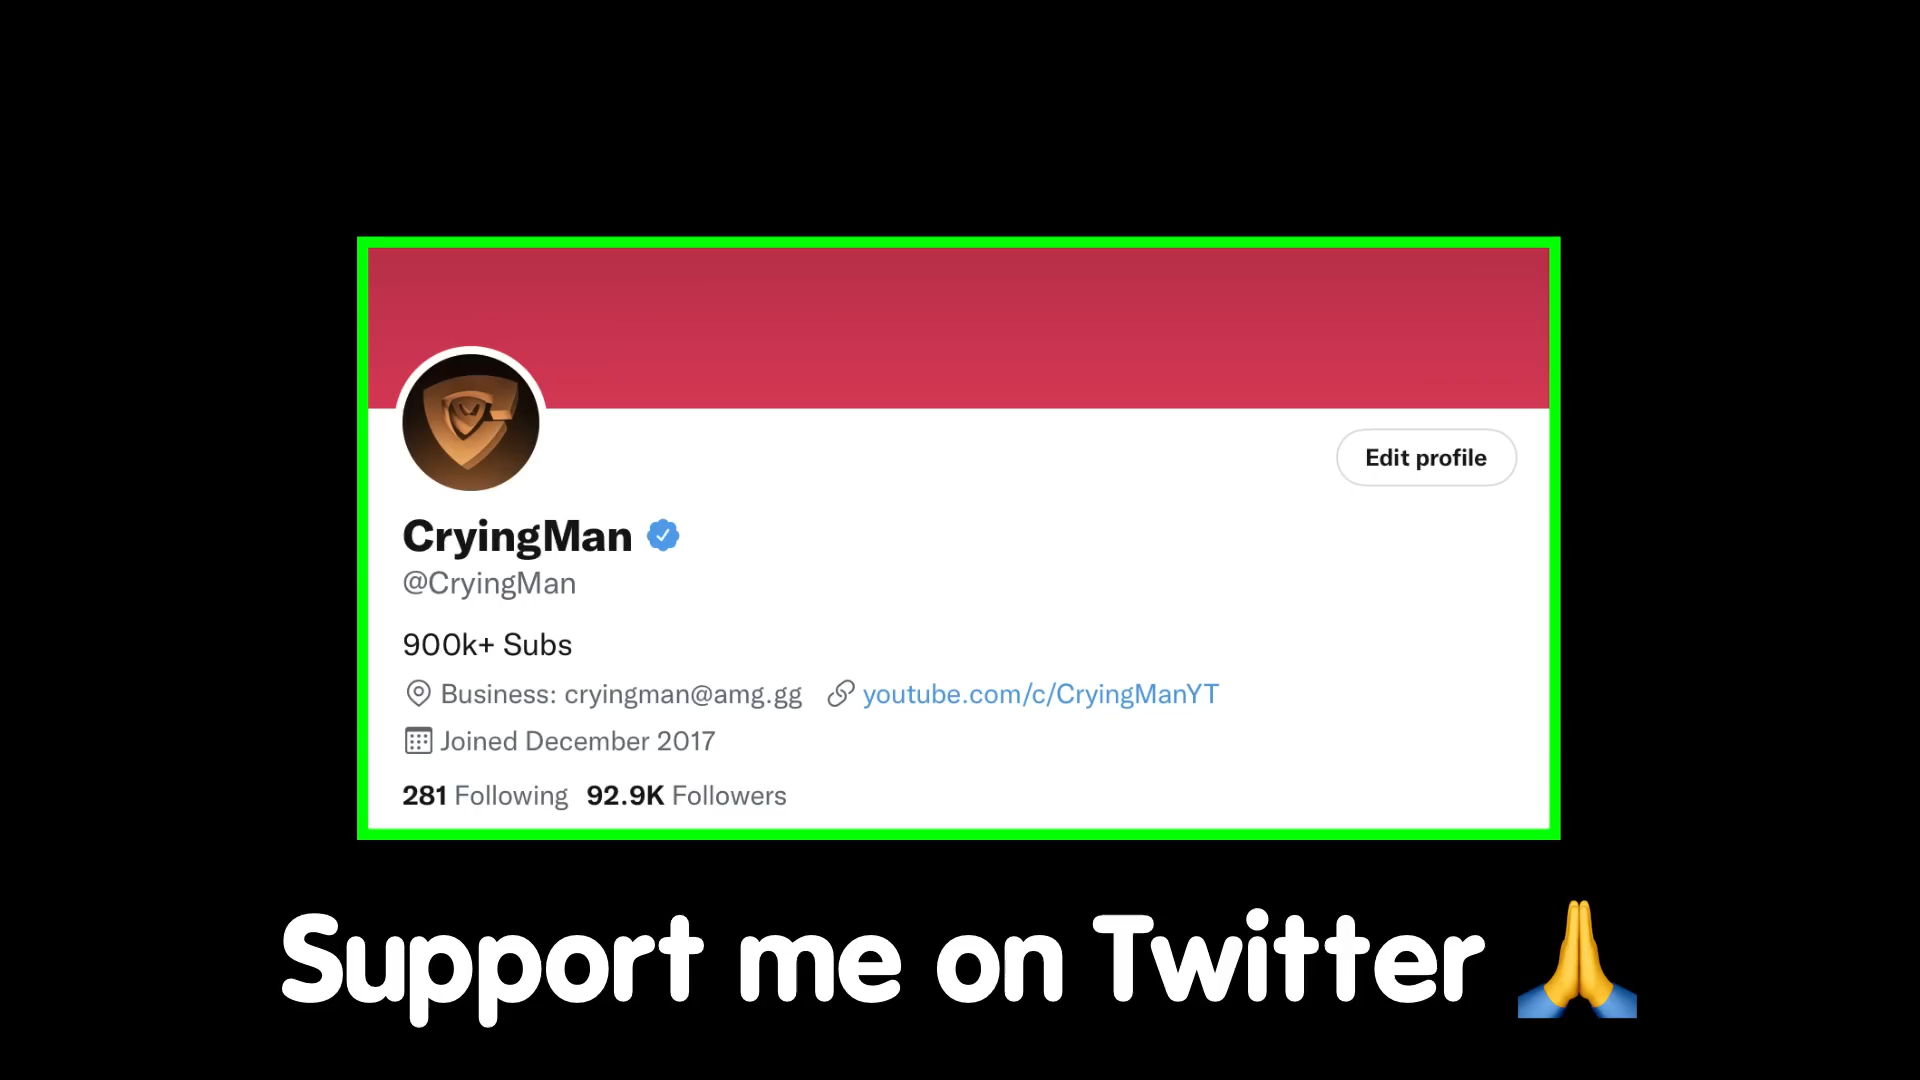 Edit profile
CryingMan
@CryingMan
900k+ Subs
Business: cryingman@amg.gg youtube.com/c/CryingManYT
Joined December 2017
281 Following 92.9K Followers
Support me on Twitter 🙏